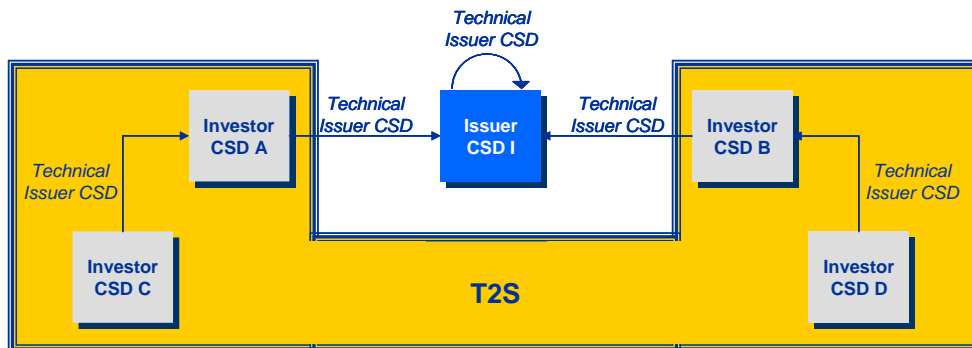 Technical
Issuer CSD
Technical
Issuer CSD
Technical
Issuer CSD
Investor
CSD A
Issuer
CSD I
Investor
CSD B
Technical
Issuer CSD
Technical
Issuer CSD
Investor
CSD C
T2S
Investor
CSD D